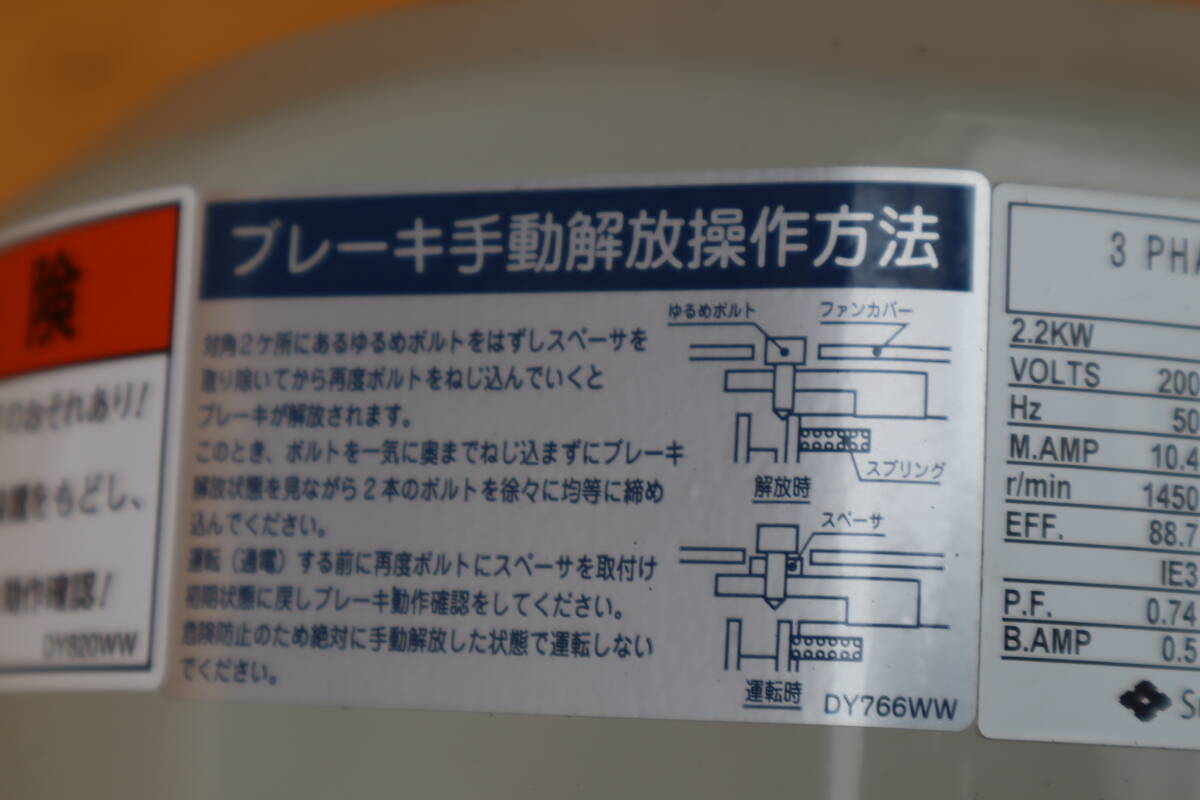 険
のおそれあり!
をもどし、
動作確認!
DY920WW
ブレーキ手動解放操作方法
対角2ケ所にあるゆるめボルトをはずしスペーサを
取り除いてから再度ボルトをねじ込んでいくと
ブレーキが解放されます。
このとき、ボルトを一気に奥までねじ込まずにブレーキ
解放状態を見ながら2本のボルトを徐々に均等に締め
込んでください。
運転(通電)する前に再度ボルトにスペーサを取付け
初期状態に戻しブレーキ動作確認をしてください。
危険防止のため絶対に手動解放した状態で運転しない
でください。
ゆるめボルト
ファンカバー
スプリング
解放時
スペーサ
運転時
DY766WW
3 PHA
2.2KW
VOLTS 200
Hz 50
M.AMP 10.4
r/min 1450
EFF. 88.7
IE3
P.F. 0.74
B.AMP 0.5